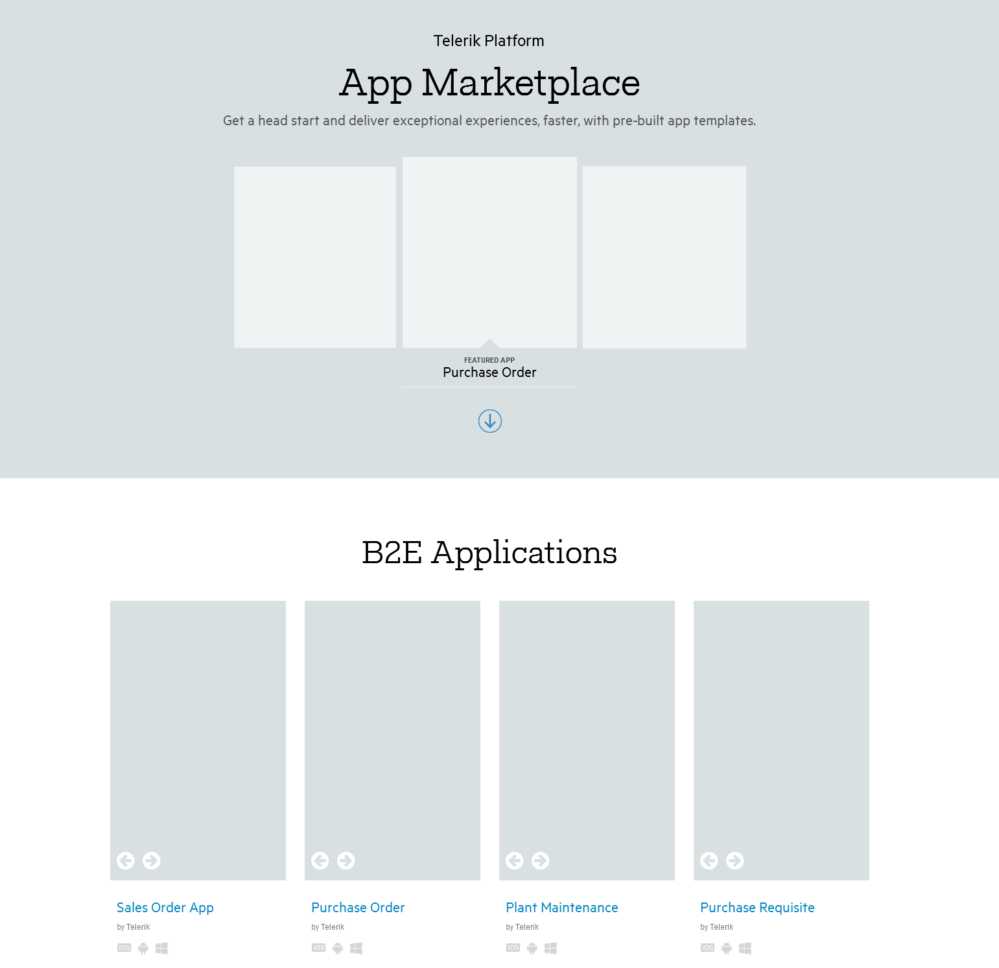 Telerik Platform
App Marketplace
Get a head start and deliver exceptional experiences, faster, with pre-built app templates.
FEATURED APP
Purchase Order
B2E Applications
Sales Order App
by Telerik
iOS
Purchase Order
by Telerik
iOS
Plant Maintenance
by Telerik
iOS
Purchase Requisite
by Telerik
iOS